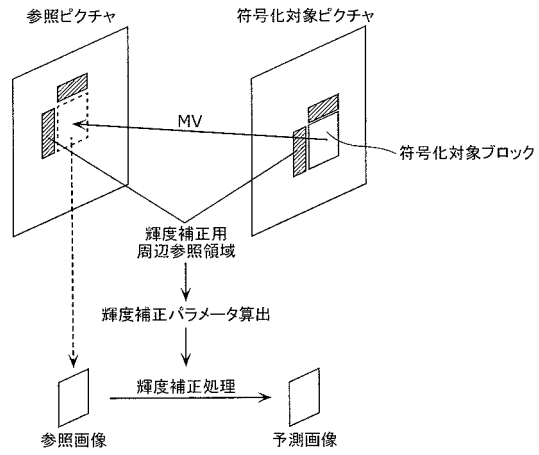 参照ピクチャ
符号化対象ピクチャ
MV
符号化対象ブロック
輝度補正用
周辺参照領域
輝度補正パラメータ算出
輝度補正処理
参照画像
予測画像